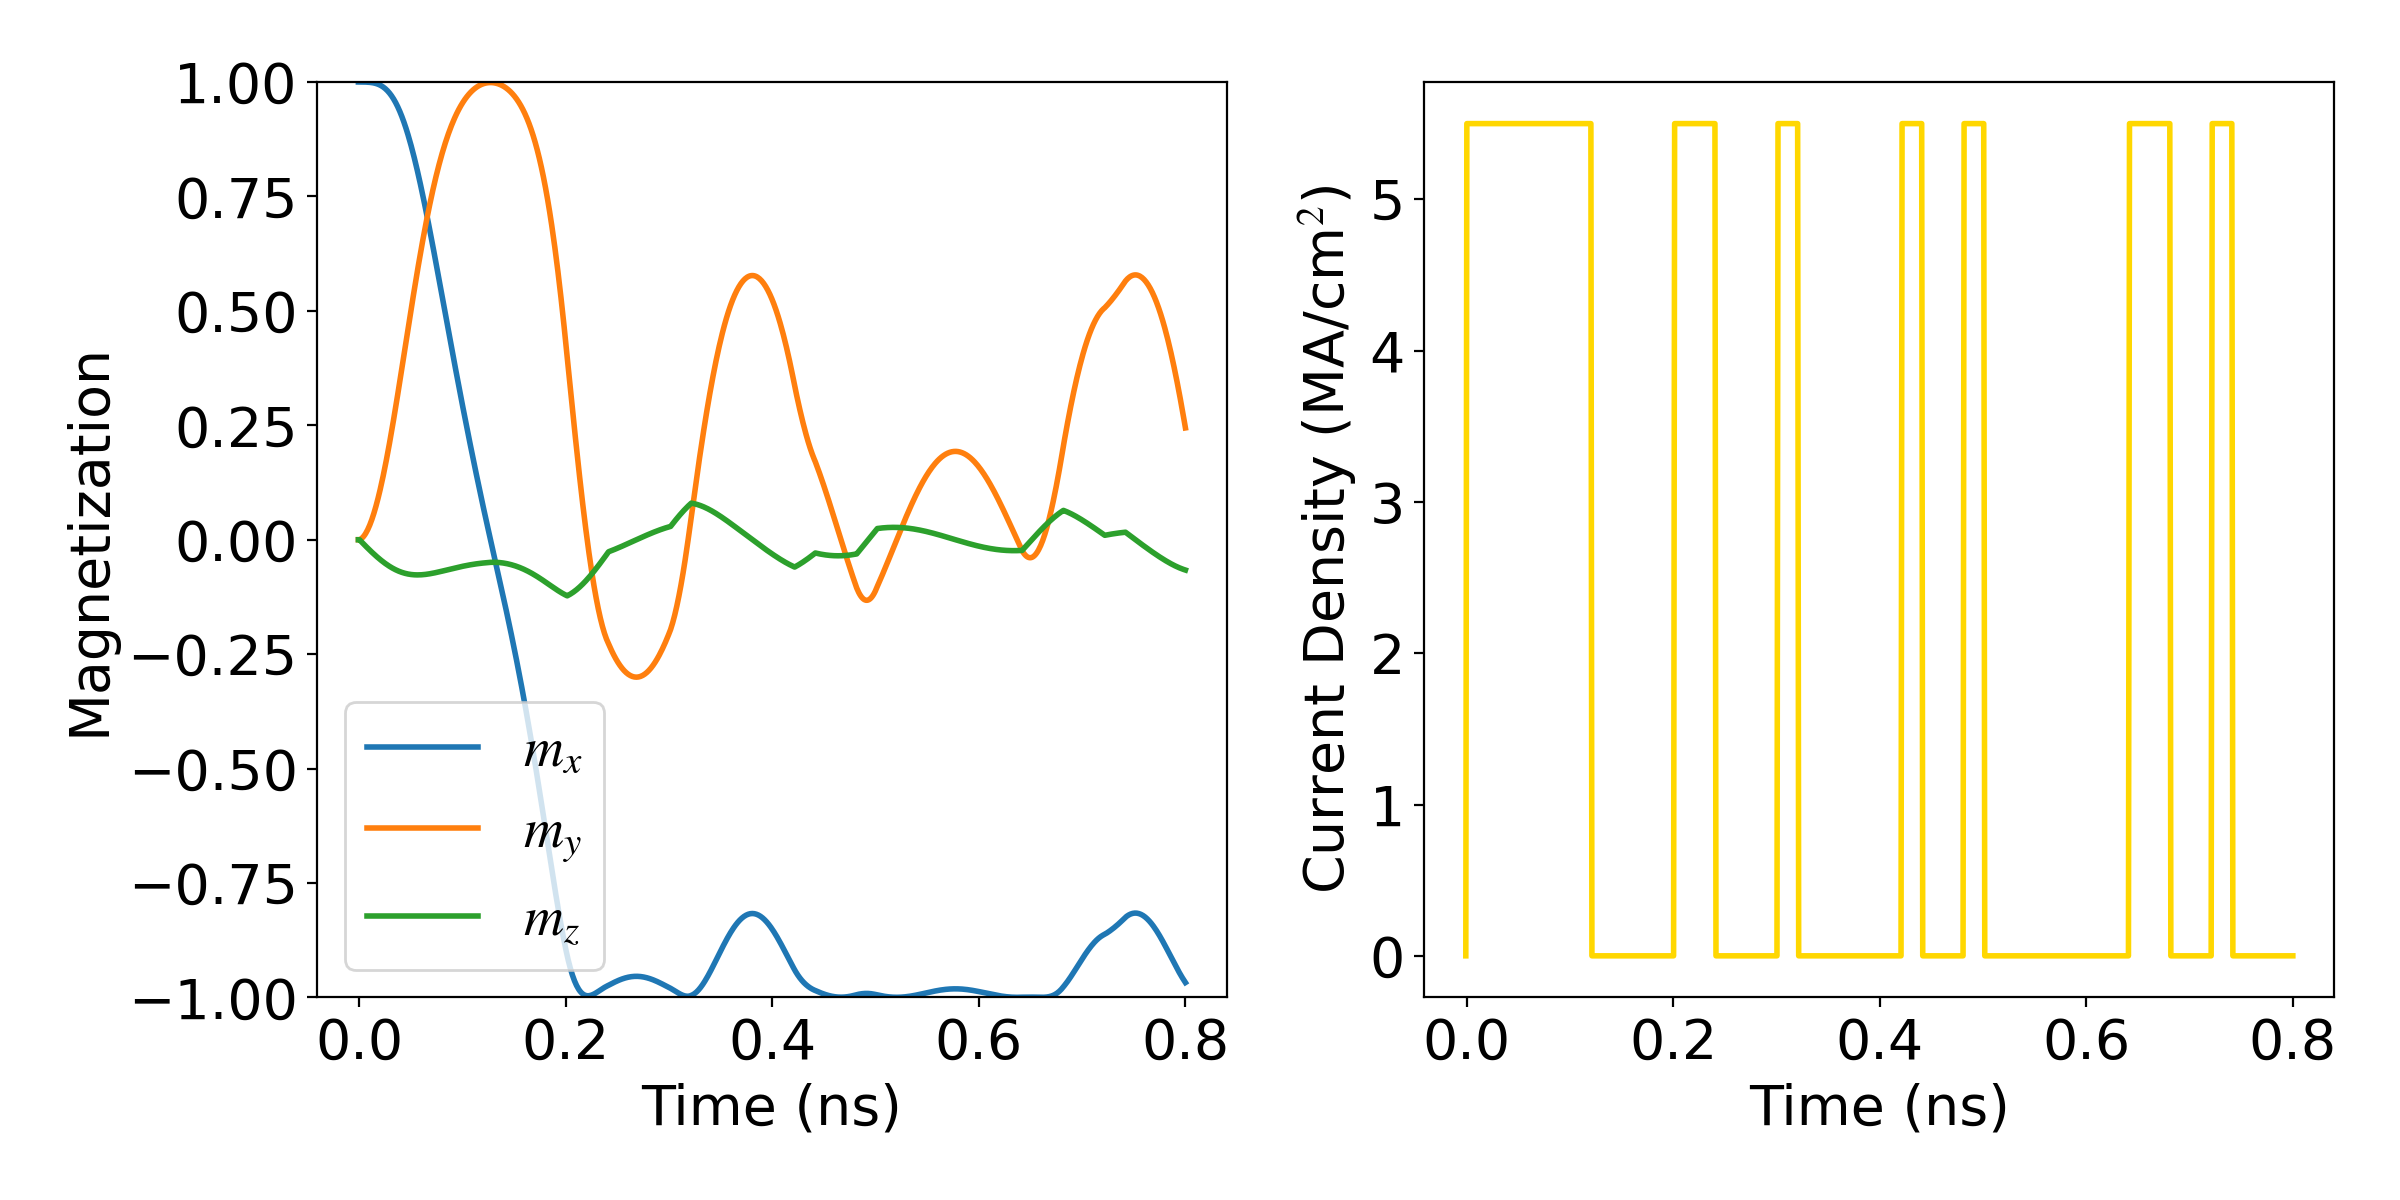 1.00
0.75
0.50
0.25
0.00
−0.25
−0.50
−0.75
−1.00
Magnetization
m_x
m_y
m_z
0.0 0.2 0.4 0.6 0.8
Time (ns)
5
4
3
2
1
0
Current Density (MA/cm²)
0.0 0.2 0.4 0.6 0.8
Time (ns)